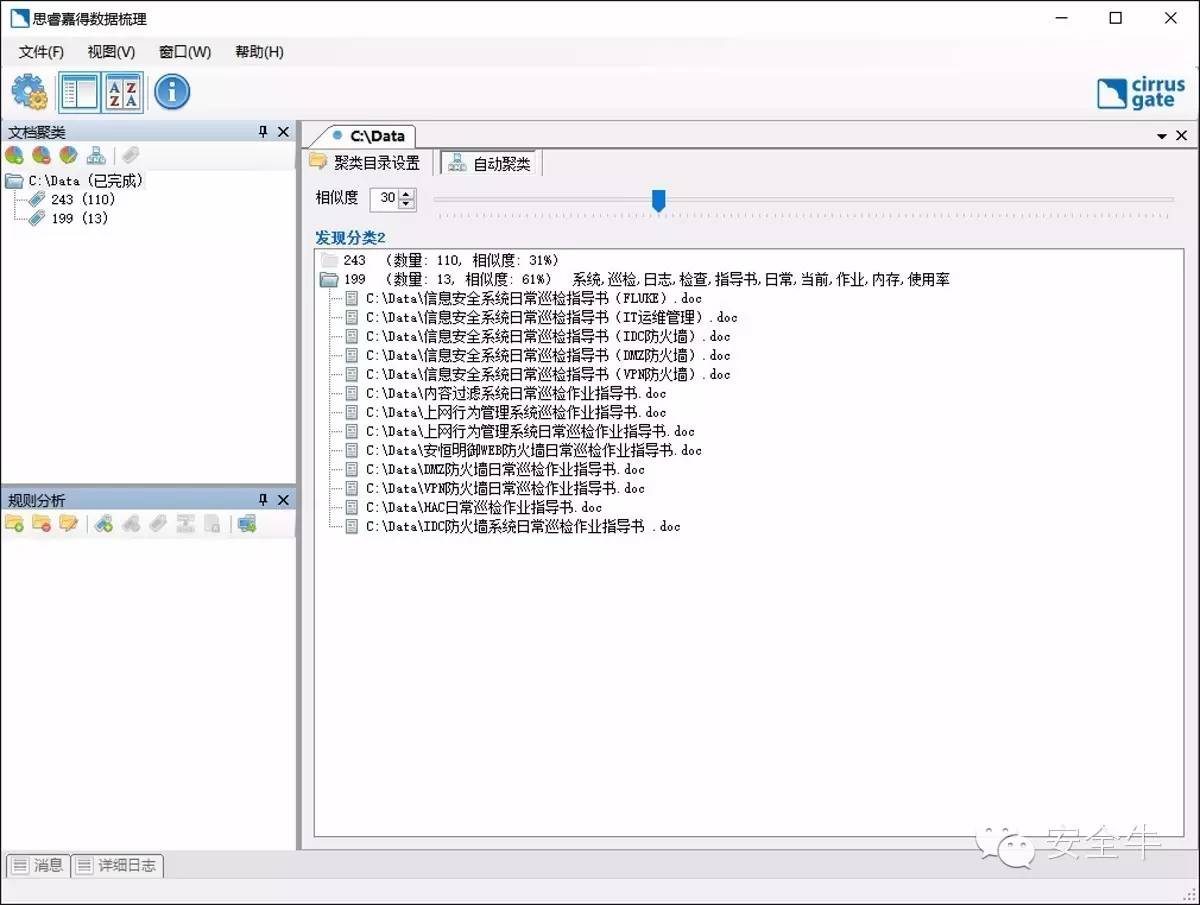 思睿嘉得数据梳理
文件(F) 视图(V) 窗口(W) 帮助(H)
cirrus
gate
文档聚类
C:\Data (已完成)
243 (110)
199 (13)
规则分析
C:\Data
聚类目录设置 自动聚类
相似度 30
发现分类2
243 (数量: 110, 相似度: 31%)
199 (数量: 13, 相似度: 61%) 系统,巡检,日志,检查,指导书,日常,当前,作业,内存,使用率
C:\Data\信息安全系统日常巡检指导书（FLUKE）.doc
C:\Data\信息安全系统日常巡检指导书（IT运维管理）.doc
C:\Data\信息安全系统日常巡检指导书（IDC防火墙）.doc
C:\Data\信息安全系统日常巡检指导书（DMZ防火墙）.doc
C:\Data\信息安全系统日常巡检指导书（VPN防火墙）.doc
C:\Data\内容过滤系统日常巡检作业指导书.doc
C:\Data\上网行为管理系统巡检作业指导书.doc
C:\Data\上网行为管理系统日常巡检作业指导书.doc
C:\Data\安恒明御WEB防火墙日常巡检作业指导书.doc
C:\Data\DMZ防火墙日常巡检作业指导书.doc
C:\Data\VPN防火墙日常巡检作业指导书.doc
C:\Data\HAC日常巡检作业指导书.doc
C:\Data\IDC防火墙系统日常巡检作业指导书 .doc
安全牛
消息 详细日志